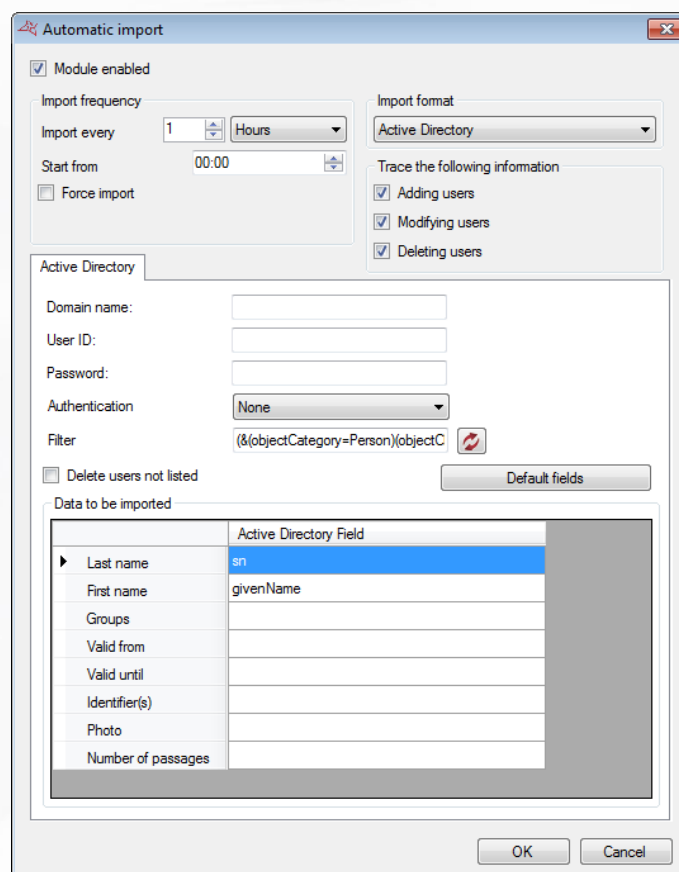 Automatic import
Module enabled
Import frequency
Import every 1 Hours
Start from 00:00
Force import
Import format
Active Directory
Trace the following information
Adding users
Modifying users
Deleting users
Active Directory
Domain name:
User ID:
Password:
Authentication None
Filter (&(objectCategory=Person)(objectC
Delete users not listed Default fields
Data to be imported
Active Directory Field
Last name sn
First name givenName
Groups
Valid from
Valid until
Identifier(s)
Photo
Number of passages
OK Cancel